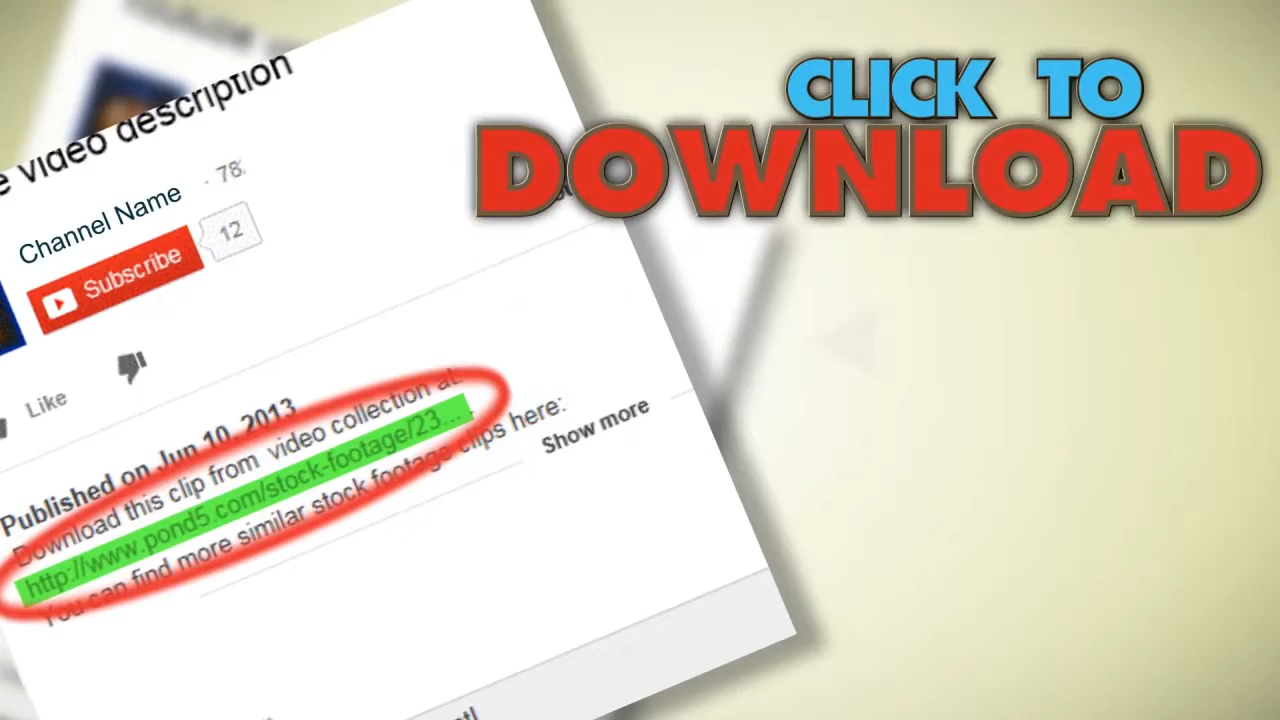 CLICK TO
DOWNLOAD
e video description
Channel Name
78
Subscribe
12
Like
Published on Jun 10, 2013
Download this clip from video collection at:
http://www.pond5.com/stock-footage/23...
You can find more similar stock footage clips here:
Show more